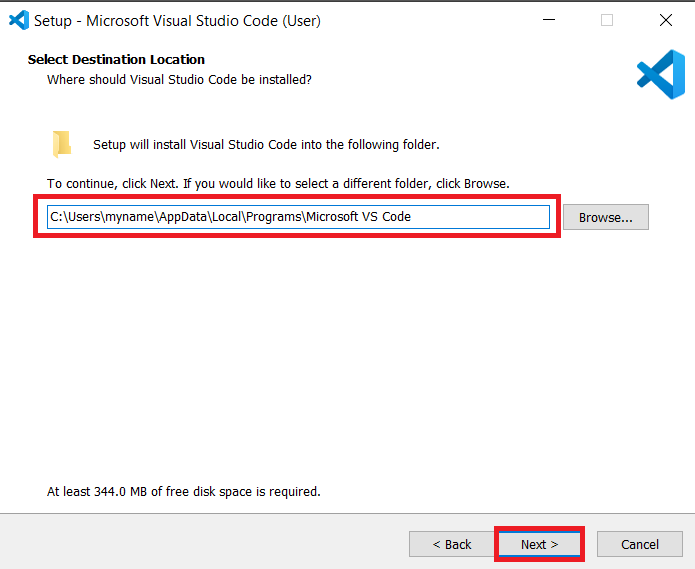 Setup - Microsoft Visual Studio Code (User)
Select Destination Location
Where should Visual Studio Code be installed?
Setup will install Visual Studio Code into the following folder.
To continue, click Next. If you would like to select a different folder, click Browse.
C:\Users\myname\AppData\Local\Programs\Microsoft VS Code
Browse...
At least 344.0 MB of free disk space is required.
< Back
Next >
Cancel